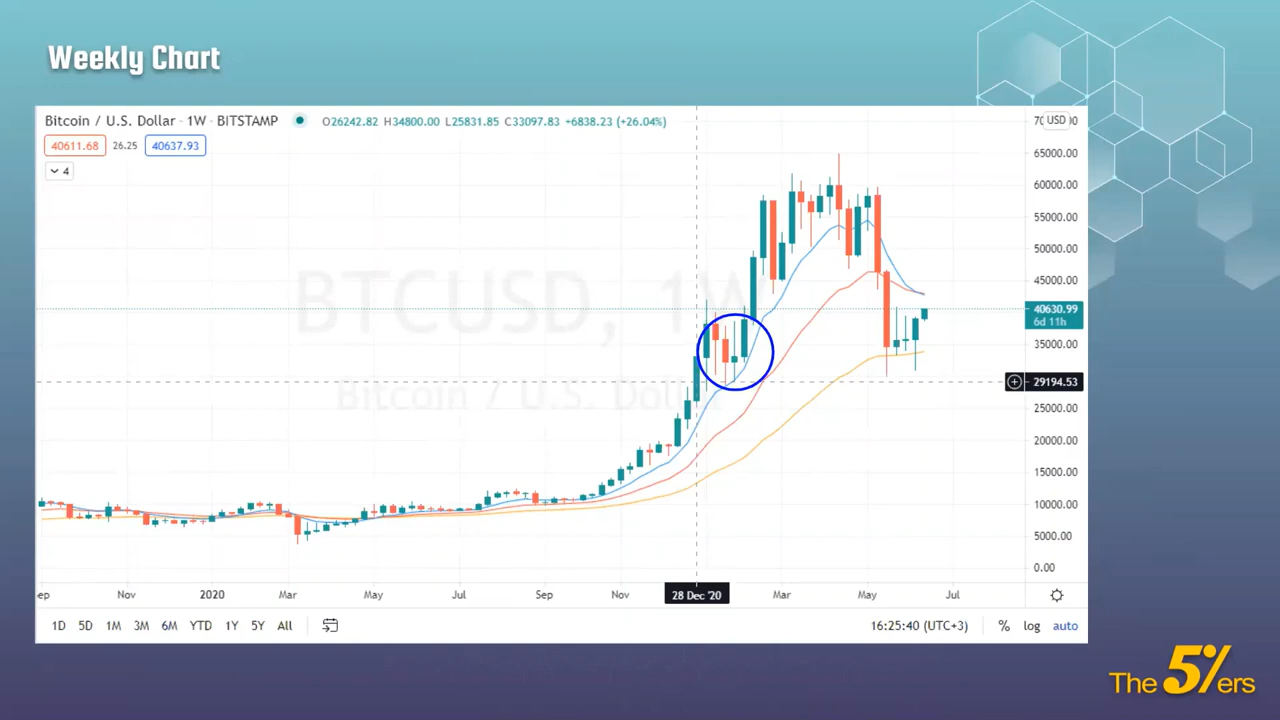 Weekly Chart
Bitcoin / U.S. Dollar · 1W · BITSTAMP O26242.82 H34800.00 L25831.85 C33097.83 +6838.23 (+26.04%)
USD
40611.68 26.25 40637.93
4
65000.00
60000.00
55000.00
50000.00
45000.00
BTCUSD, 1W
40630.99
6d 11h
35000.00
29194.53
Bitcoin / U.S. Dollar
25000.00
20000.00
15000.00
10000.00
5000.00
0.00
ep Nov 2020 Mar May Jul Sep Nov 28 Dec '20 Mar May Jul
1D 5D 1M 3M 6M YTD 1Y 5Y All 16:25:40 (UTC+3) % log auto
The 5%ers